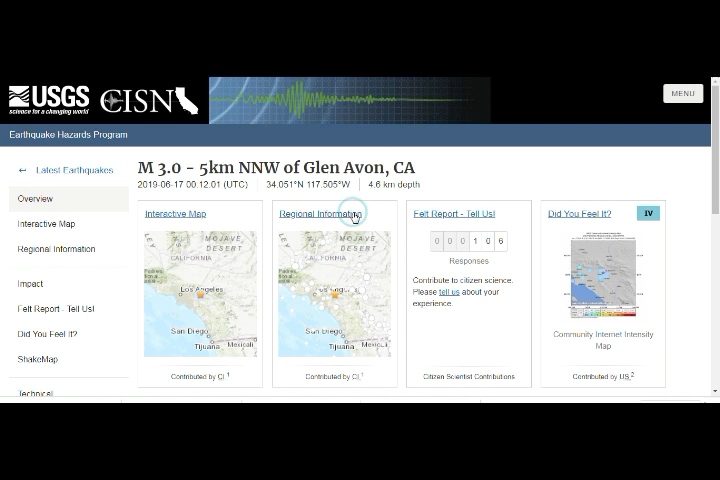 USGS
science for a changing world
CISN
MENU
Earthquake Hazards Program
↩ Latest Earthquakes
M 3.0 - 5km NNW of Glen Avon, CA
2019-06-17 00:12:01 (UTC)
34.051°N 117.505°W
4.6 km depth
Overview
Interactive Map
Regional Information
Impact
Felt Report - Tell Us!
Did You Feel It?
ShakeMap
Technical
Interactive Map
MOJAVE
DESERT
CALIFORNIA
Los Angeles
San Diego
Tijuana
Mexicali
Contributed by CI 1
Regional Information
MOJAVE
DESERT
CALIFORNIA
San Diego
Tijuana
Mexicali
Contributed by CI 1
Felt Report - Tell Us!
0 0 0 1 0 6
Responses
Contribute to citizen science.
Please tell us about your
experience.
Citizen Scientist Contributions
Did You Feel It?
IV
Community Internet Intensity
Map
Contributed by US 2